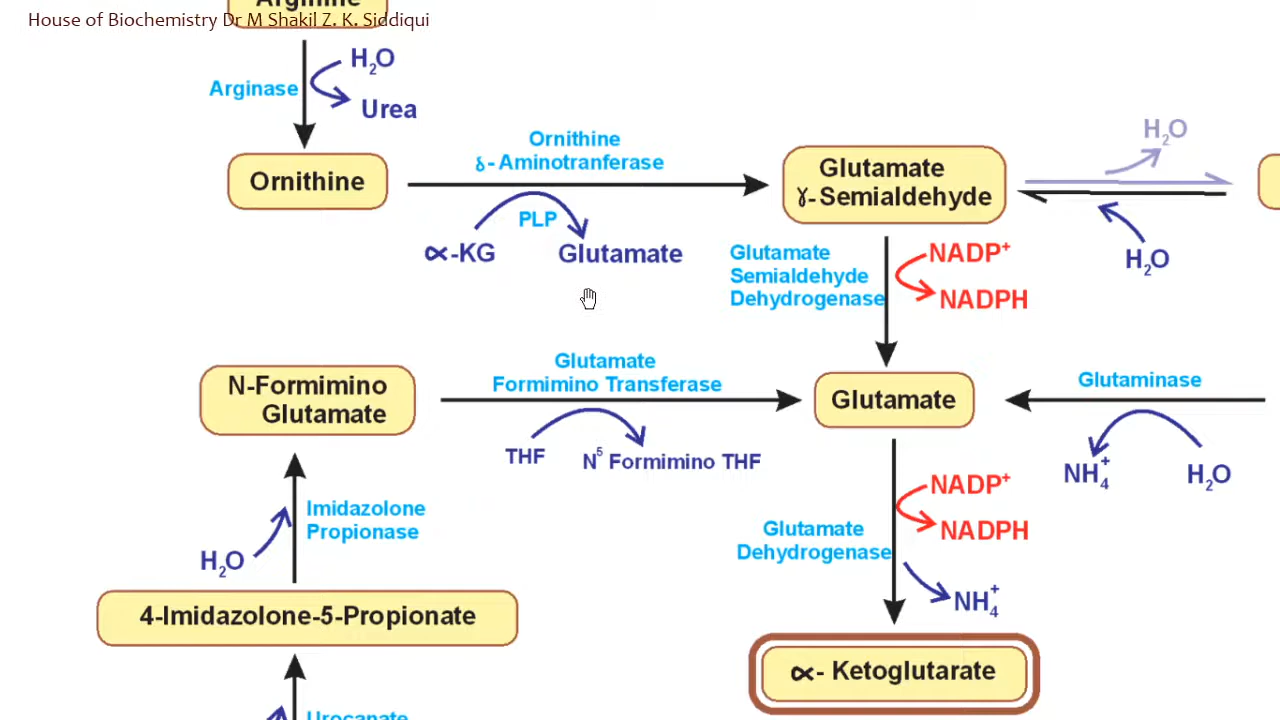 Arginine
House of Biochemistry Dr M Shakil Z. K. Siddiqui
H₂O
Arginase
Urea
Ornithine
Ornithine
δ-Aminotranferase
PLP
∝-KG
Glutamate
Glutamate
ɣ-Semialdehyde
H₂O
H₂O
Glutamate
Semialdehyde
Dehydrogenase
NADP⁺
NADPH
N-Formimino
Glutamate
Glutamate
Formimino Transferase
THF
N⁵ Formimino THF
Glutamate
Glutaminase
NH₄⁺
H₂O
Imidazolone
Propionase
H₂O
NADP⁺
NADPH
Glutamate
Dehydrogenase
NH₄⁺
4-Imidazolone-5-Propionate
∝- Ketoglutarate
Urocanate